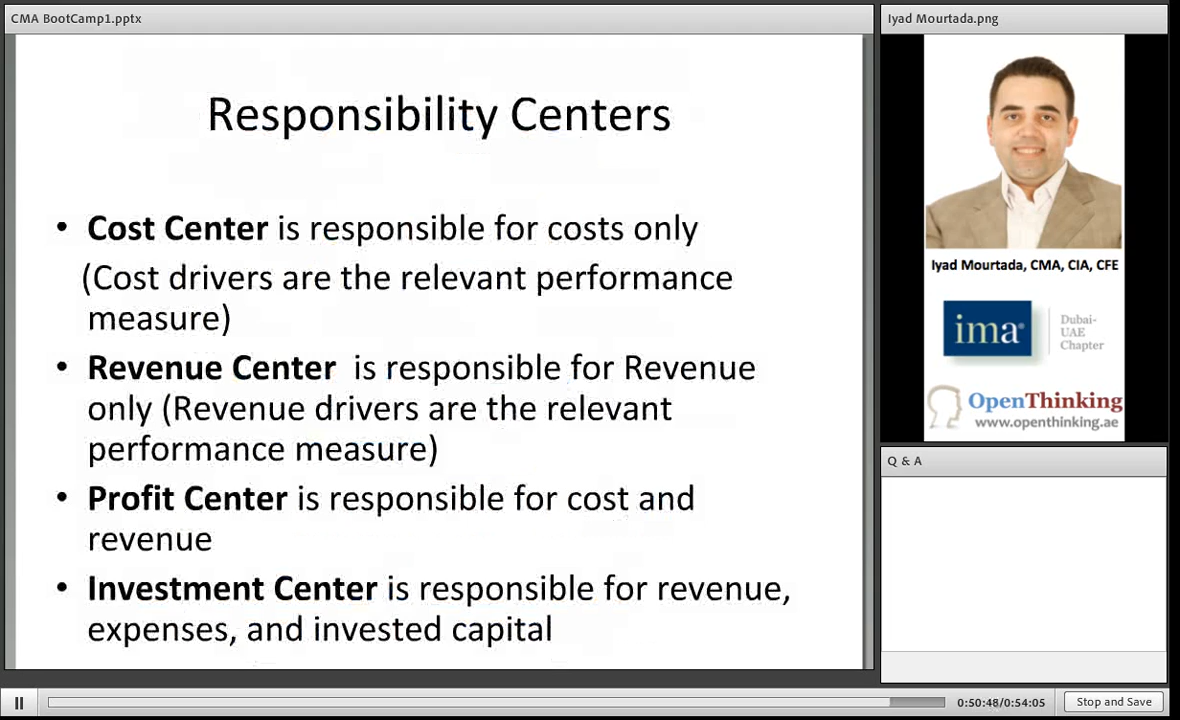 CMA BootCamp1.pptx
Responsibility Centers
• Cost Center is responsible for costs only
(Cost drivers are the relevant performance
measure)
• Revenue Center is responsible for Revenue
only (Revenue drivers are the relevant
performance measure)
• Profit Center is responsible for cost and
revenue
• Investment Center is responsible for revenue,
expenses, and invested capital
Iyad Mourtada.png
Iyad Mourtada, CMA, CIA, CFE
ima®
Dubai-
UAE
Chapter
OpenThinking
www.openthinking.ae
Q & A
0:50:48/0:54:05
Stop and Save